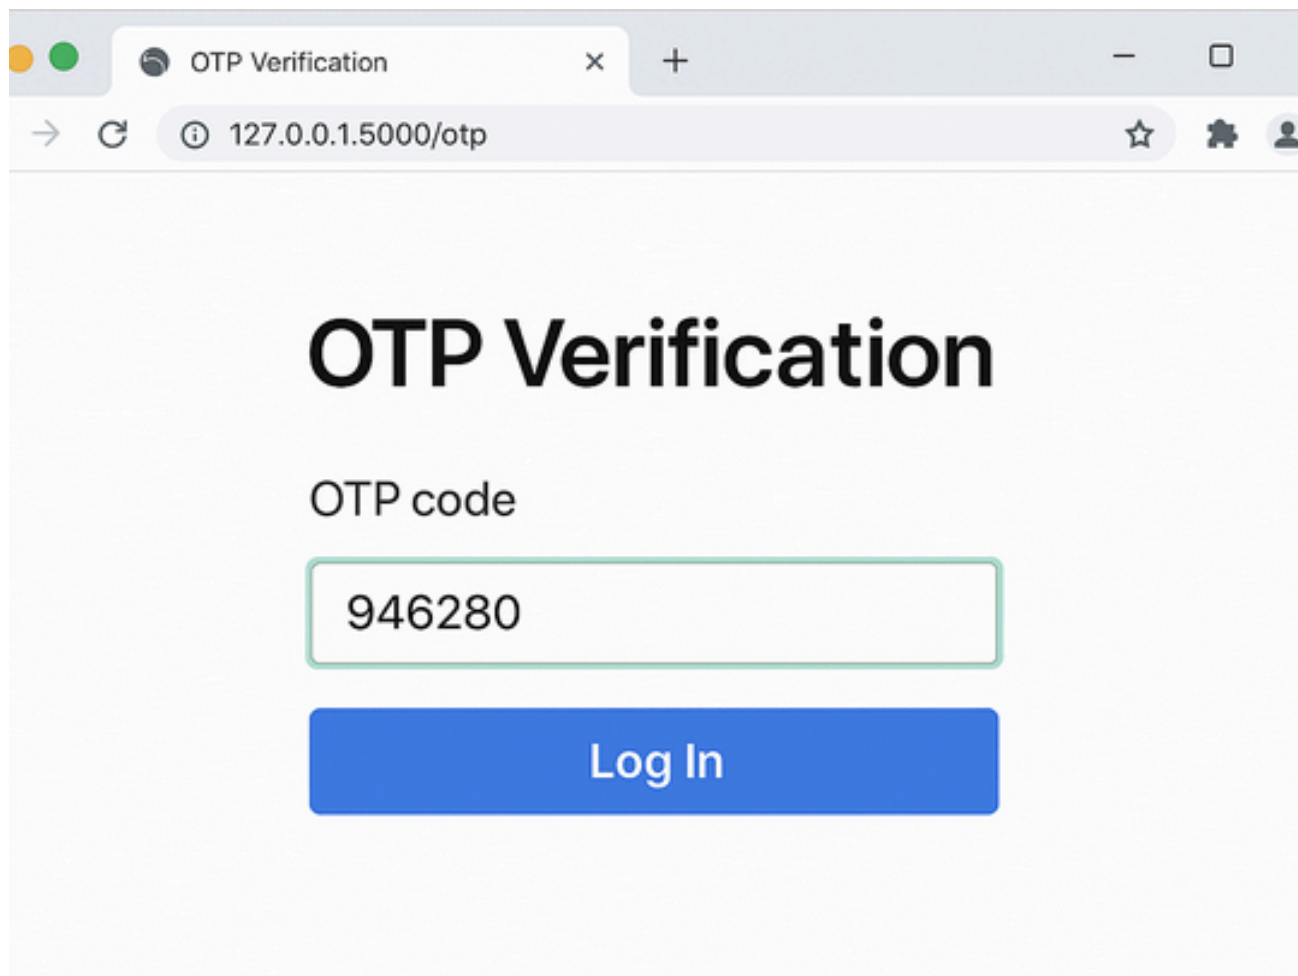 OTP Verification
127.0.0.1.5000/otp
OTP Verification
OTP code
946280
Log In